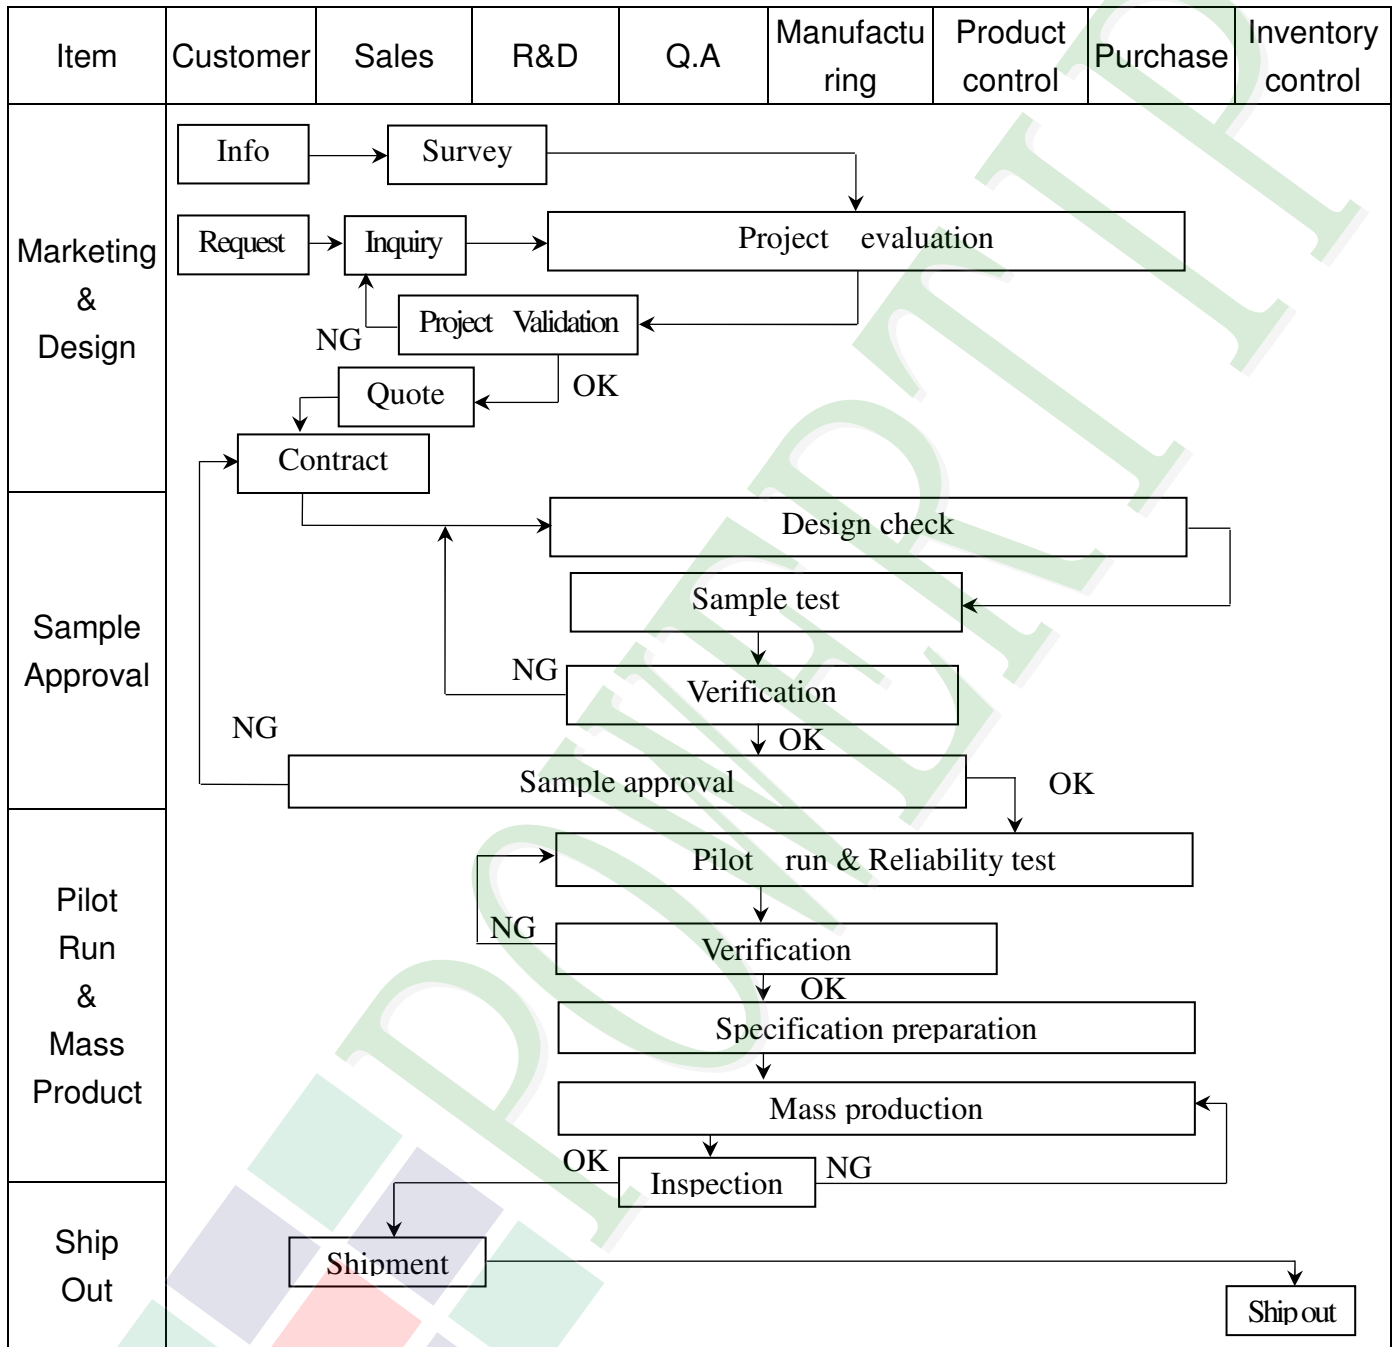 Item
Customer
Sales
R&D
Q.A
Manufactu
ring
Product
control
Purchase
Inventory
control
Marketing
&
Design
Info
Survey
Request
Inquiry
Project evaluation
NG
Project Validation
OK
Quote
Contract
Sample
Approval
Design check
Sample test
NG
Verification
OK
NG
Sample approval
OK
Pilot
Run
&
Mass
Product
Pilot run & Reliability test
NG
Verification
OK
Specification preparation
Mass production
OK
Inspection
NG
Ship
Out
Shipment
Ship out
POWERTIP